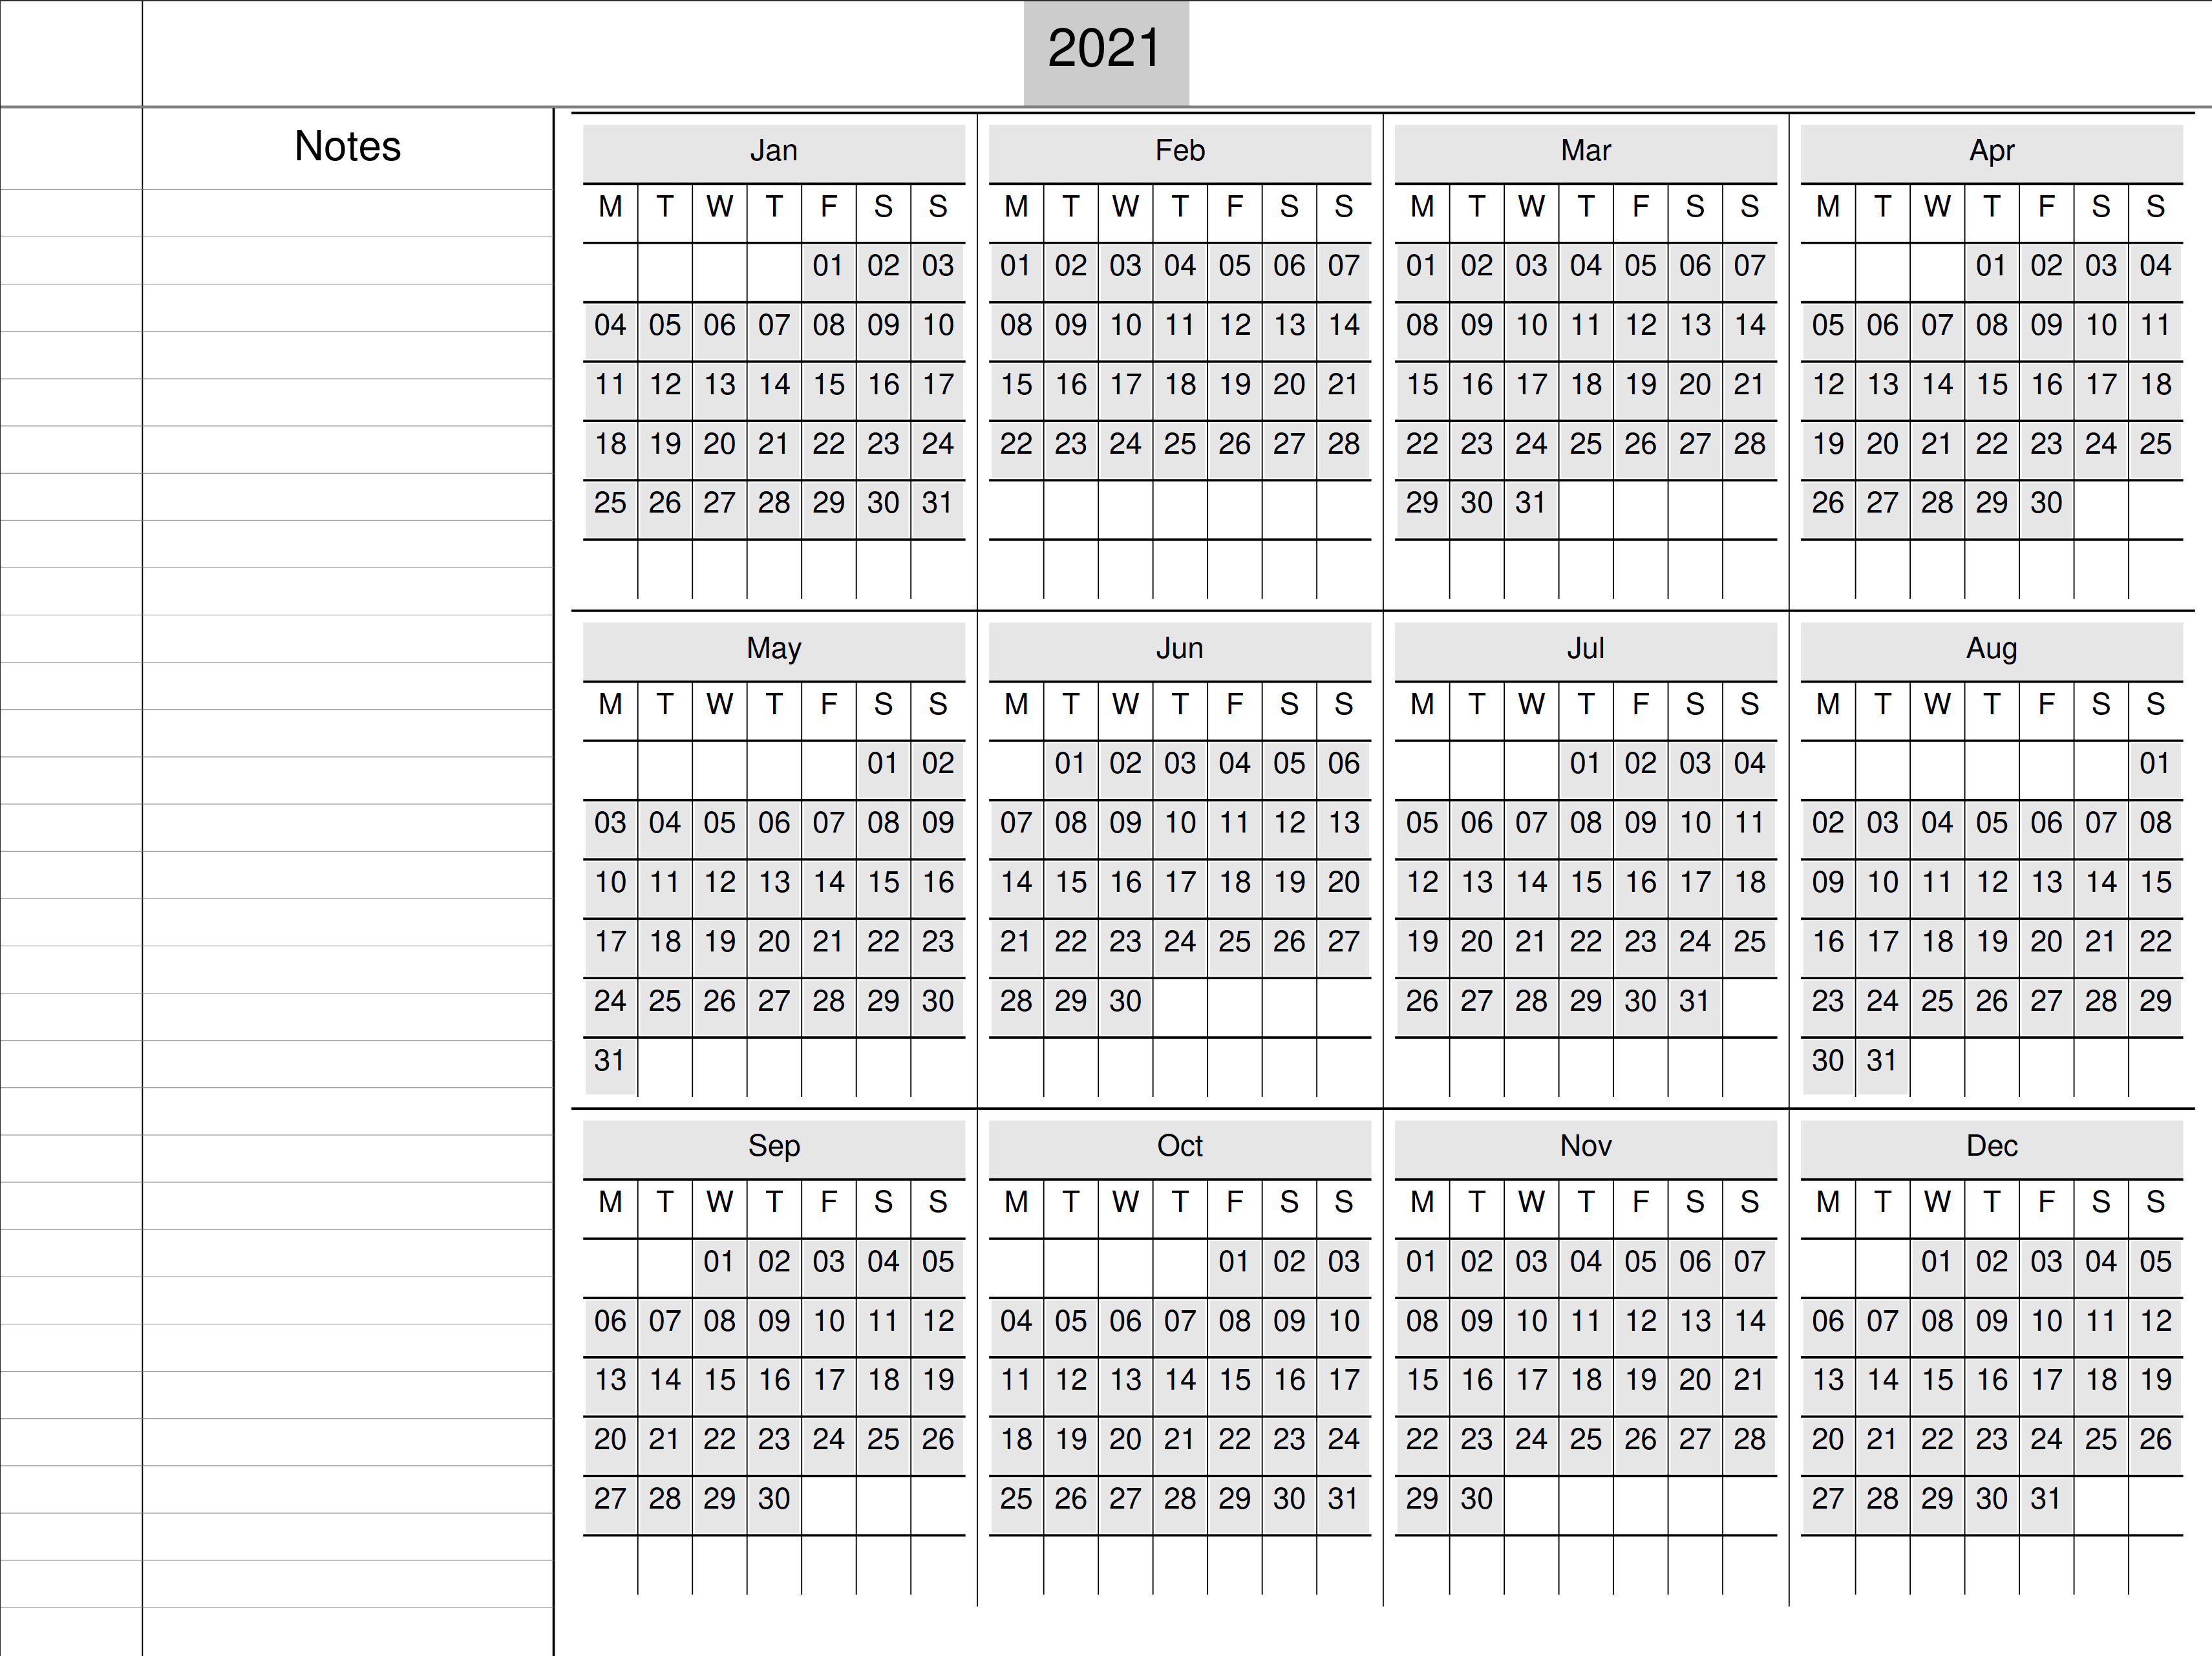 2021
Notes
Jan
M T W T F S S
01 02 03
04 05 06 07 08 09 10
11 12 13 14 15 16 17
18 19 20 21 22 23 24
25 26 27 28 29 30 31
Feb
M T W T F S S
01 02 03 04 05 06 07
08 09 10 11 12 13 14
15 16 17 18 19 20 21
22 23 24 25 26 27 28
Mar
M T W T F S S
01 02 03 04 05 06 07
08 09 10 11 12 13 14
15 16 17 18 19 20 21
22 23 24 25 26 27 28
29 30 31
Apr
M T W T F S S
01 02 03 04
05 06 07 08 09 10 11
12 13 14 15 16 17 18
19 20 21 22 23 24 25
26 27 28 29 30
May
M T W T F S S
01 02
03 04 05 06 07 08 09
10 11 12 13 14 15 16
17 18 19 20 21 22 23
24 25 26 27 28 29 30
31
Jun
M T W T F S S
01 02 03 04 05 06
07 08 09 10 11 12 13
14 15 16 17 18 19 20
21 22 23 24 25 26 27
28 29 30
Jul
M T W T F S S
01 02 03 04
05 06 07 08 09 10 11
12 13 14 15 16 17 18
19 20 21 22 23 24 25
26 27 28 29 30 31
Aug
M T W T F S S
01
02 03 04 05 06 07 08
09 10 11 12 13 14 15
16 17 18 19 20 21 22
23 24 25 26 27 28 29
30 31
Sep
M T W T F S S
01 02 03 04 05
06 07 08 09 10 11 12
13 14 15 16 17 18 19
20 21 22 23 24 25 26
27 28 29 30
Oct
M T W T F S S
01 02 03
04 05 06 07 08 09 10
11 12 13 14 15 16 17
18 19 20 21 22 23 24
25 26 27 28 29 30 31
Nov
M T W T F S S
01 02 03 04 05 06 07
08 09 10 11 12 13 14
15 16 17 18 19 20 21
22 23 24 25 26 27 28
29 30
Dec
M T W T F S S
01 02 03 04 05
06 07 08 09 10 11 12
13 14 15 16 17 18 19
20 21 22 23 24 25 26
27 28 29 30 31